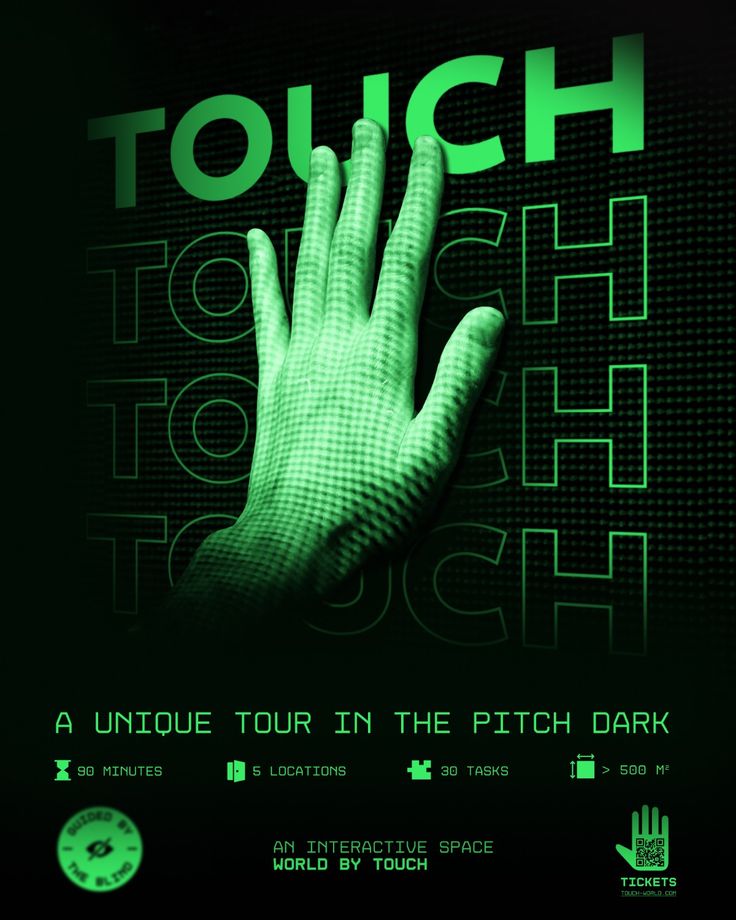 TOUCH
TOUCH
TOUCH
TOUCH
A UNIQUE TOUR IN THE PITCH DARK
90 MINUTES
5 LOCATIONS
30 TASKS
> 500 M²
GUIDED BY
THE BLIND
AN INTERACTIVE SPACE
WORLD BY TOUCH
TICKETS
TOUCH-WORLD.COM